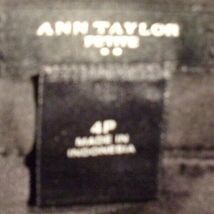 ANN TAYLOR
PETITE
4P
MADE IN
INDONESIA